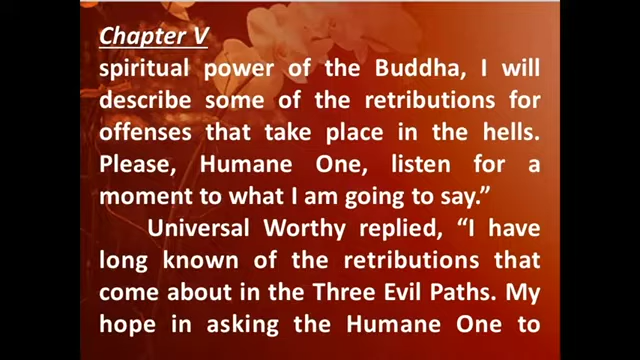 Chapter V
spiritual power of the Buddha, I will
describe some of the retributions for
offenses that take place in the hells.
Please, Humane One, listen for a
moment to what I am going to say.”
Universal Worthy replied, “I have
long known of the retributions that
come about in the Three Evil Paths. My
hope in asking the Humane One to